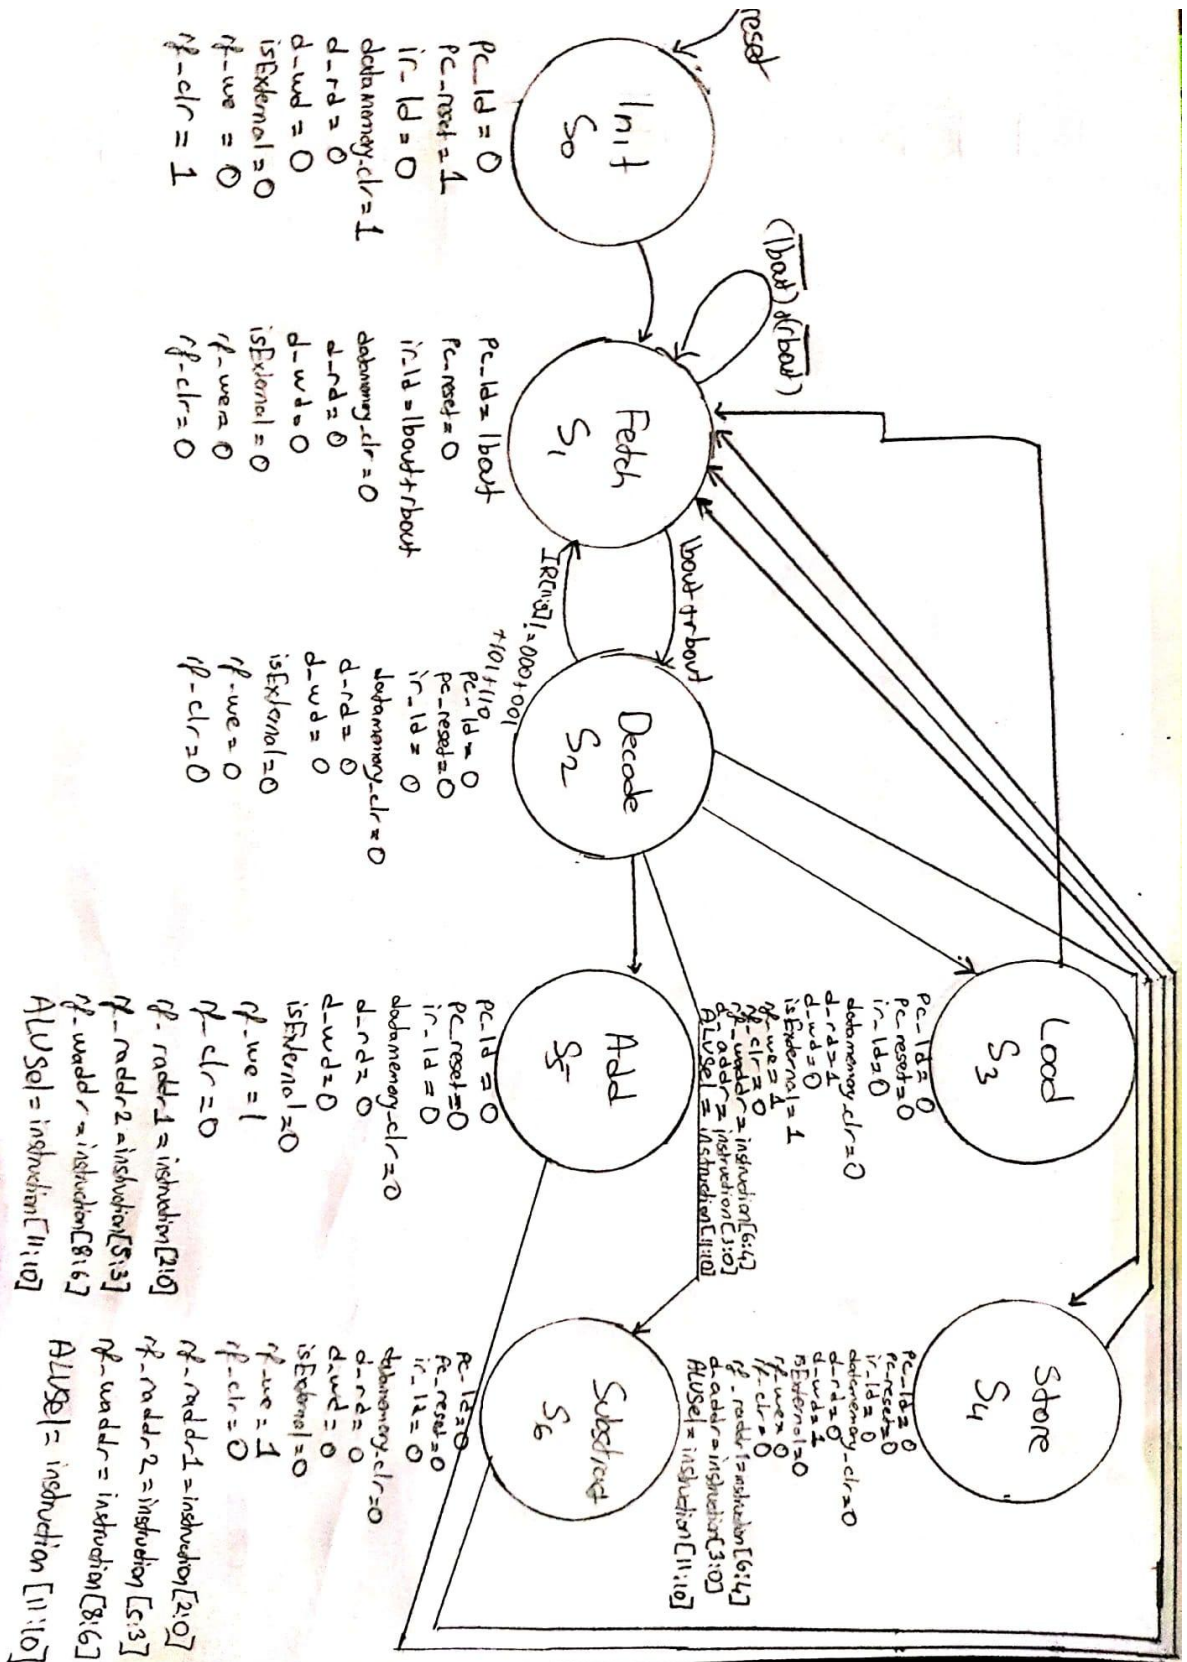 reset
Init
S0
pc_ld = 0
pc_reset = 1
ir_ld = 0
datamemory_clr = 1
d_rd = 0
d_wd = 0
isExternal = 0
rf_we = 0
rf_clr = 1
(lbout)+(rbout)
Fetch
S1
pc_ld = lbout
pc_reset = 0
ir_ld = lbout+rbout
datamemory_clr = 0
d_rd = 0
d_wd = 0
isExternal = 0
rf_we = 0
rf_clr = 0
lbout+rbout
IR[11:9] != 000+001
+101+110
Decode
S2
pc_ld = 0
pc_reset = 0
ir_ld = 0
datamemory_clr = 0
d_rd = 0
d_wd = 0
isExternal = 0
rf_we = 0
rf_clr = 0
Load
S3
pc_ld = 0
pc_reset = 0
ir_ld = 0
datamemory_clr = 0
d_rd = 1
d_wd = 0
isExternal = 1
rf_we = 1
rf_clr = 0
rf_waddr = instruction[6:4]
d_addr = instruction[3:0]
ALUSel = instruction[11:10]
Store
S4
pc_ld = 0
pc_reset = 0
ir_ld = 0
datamemory_clr = 0
d_rd = 0
d_wd = 1
isExternal = 0
rf_we = 0
rf_clr = 0
rf_raddr1 = instruction[6:4]
d_addr = instruction[3:0]
ALUSel = instruction[11:10]
Add
S5
pc_ld = 0
pc_reset = 0
ir_ld = 0
datamemory_clr = 0
d_rd = 0
d_wd = 0
isExternal = 0
rf_we = 1
rf_clr = 0
rf_raddr1 = instruction[2:0]
rf_raddr2 = instruction[5:3]
rf_waddr = instruction[8:6]
ALUSel = instruction[11:10]
Substract
S6
pc_ld = 0
pc_reset = 0
ir_ld = 0
datamemory_clr = 0
d_rd = 0
d_wd = 0
isExternal = 0
rf_we = 1
rf_clr = 0
rf_raddr1 = instruction[2:0]
rf_raddr2 = instruction[5:3]
rf_waddr = instruction[8:6]
ALUSel = instruction[11:10]